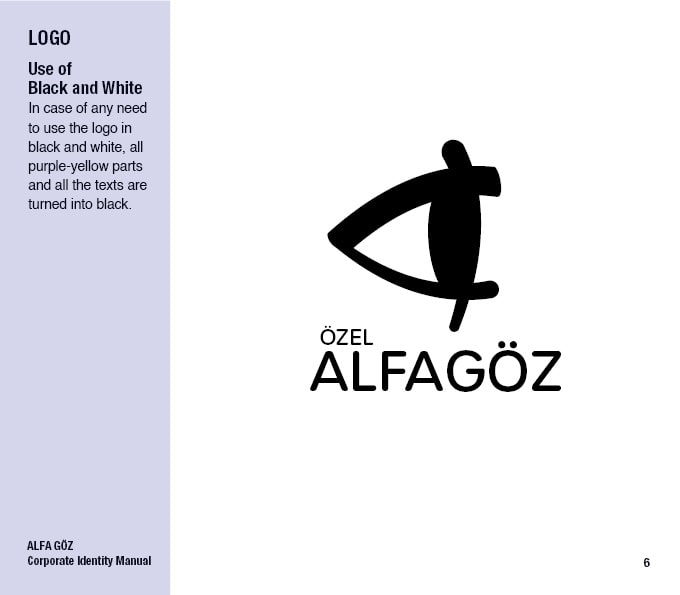 LOGO
Use of
Black and White
In case of any need
to use the logo in
black and white, all
purple-yellow parts
and all the texts are
turned into black.
ÖZEL
ALFAGÖZ
ALFA GÖZ
Corporate Identity Manual
6